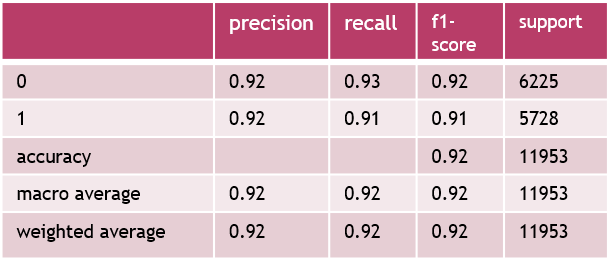 precision recall f1-score support
0 0.92 0.93 0.92 6225
1 0.92 0.91 0.91 5728
accuracy 0.92 11953
macro average 0.92 0.92 0.92 11953
weighted average 0.92 0.92 0.92 11953